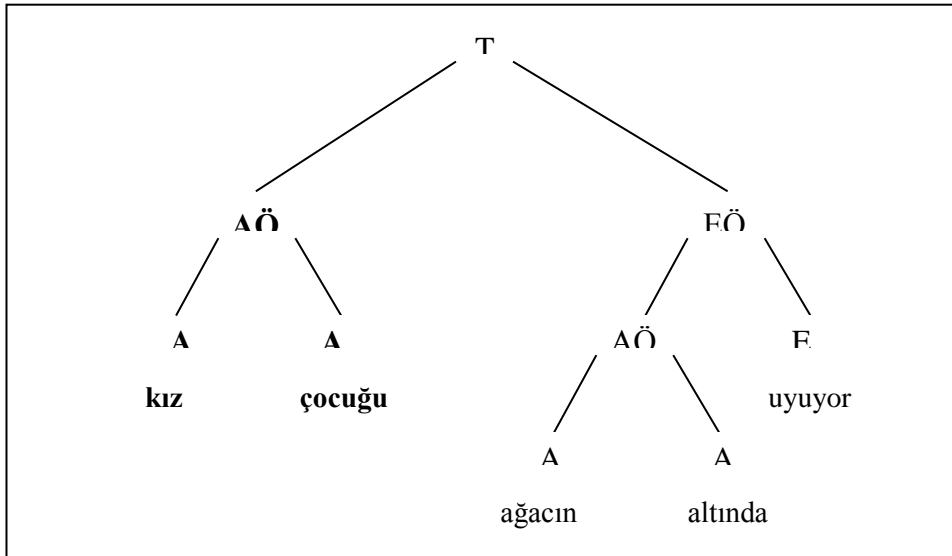 T
AÖ EÖ
A A AÖ E
kız çocuğu uyuyor
A A
ağacın altında